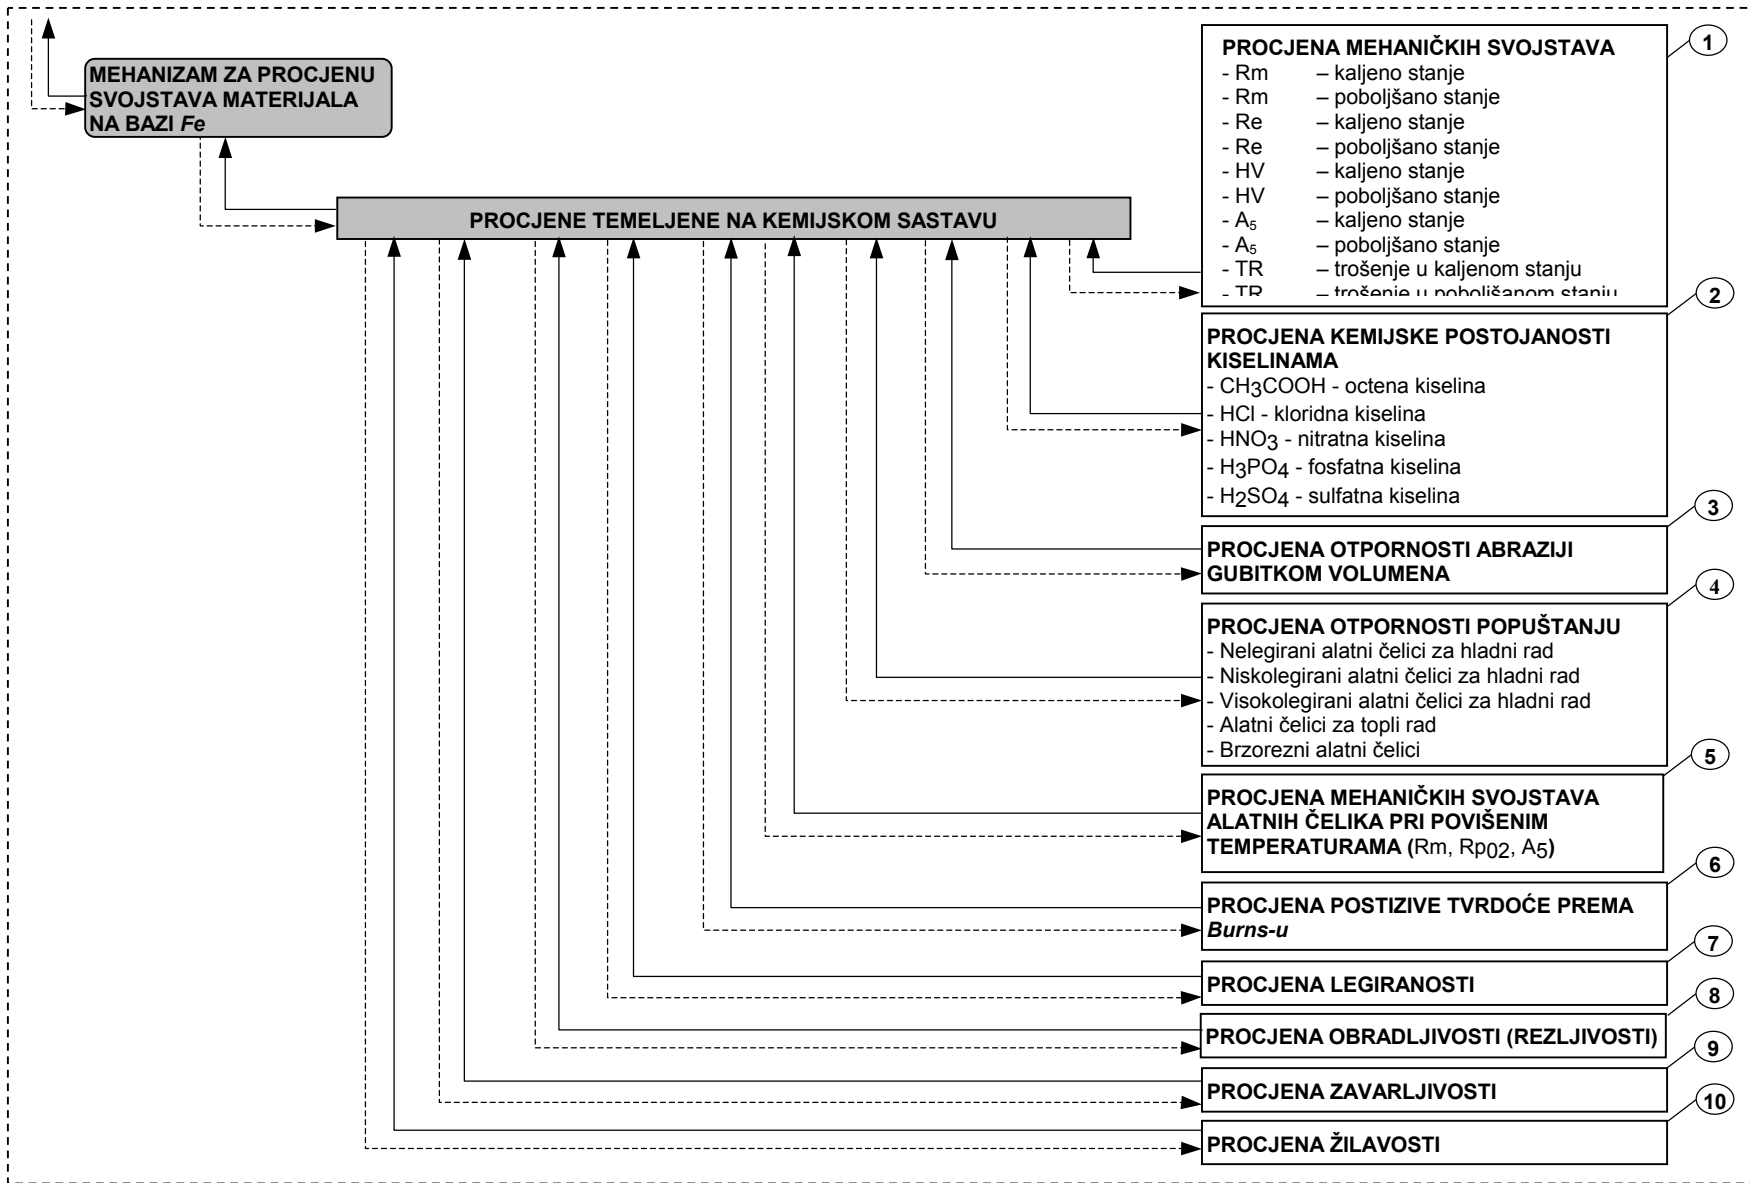 MEHANIZAM ZA PROCJENU
SVOJSTAVA MATERIJALA
NA BAZI Fe
PROCJENE TEMELJENE NA KEMIJSKOM SASTAVU
1
PROCJENA MEHANIČKIH SVOJSTAVA
- Rm – kaljeno stanje
- Rm – poboljšano stanje
- Re – kaljeno stanje
- Re – poboljšano stanje
- HV – kaljeno stanje
- HV – poboljšano stanje
- A5 – kaljeno stanje
- A5 – poboljšano stanje
- TR – trošenje u kaljenom stanju
- TR – trošenje u poboljšanom stanju
2
PROCJENA KEMIJSKE POSTOJANOSTI
KISELINAMA
- CH3COOH - octena kiselina
- HCl - kloridna kiselina
- HNO3 - nitratna kiselina
- H3PO4 - fosfatna kiselina
- H2SO4 - sulfatna kiselina
3
PROCJENA OTPORNOSTI ABRAZIJI
GUBITKOM VOLUMENA
4
PROCJENA OTPORNOSTI POPUŠTANJU
- Nelegirani alatni čelici za hladni rad
- Niskolegirani alatni čelici za hladni rad
- Visokolegirani alatni čelici za hladni rad
- Alatni čelici za topli rad
- Brzorezni alatni čelici
5
PROCJENA MEHANIČKIH SVOJSTAVA
ALATNIH ČELIKA PRI POVIŠENIM
TEMPERATURAMA (Rm, Rp02, A5)
6
PROCJENA POSTIZIVE TVRDOĆE PREMA
Burns-u
7
PROCJENA LEGIRANOSTI
8
PROCJENA OBRADLJIVOSTI (REZLJIVOSTI)
9
PROCJENA ZAVARLJIVOSTI
10
PROCJENA ŽILAVOSTI